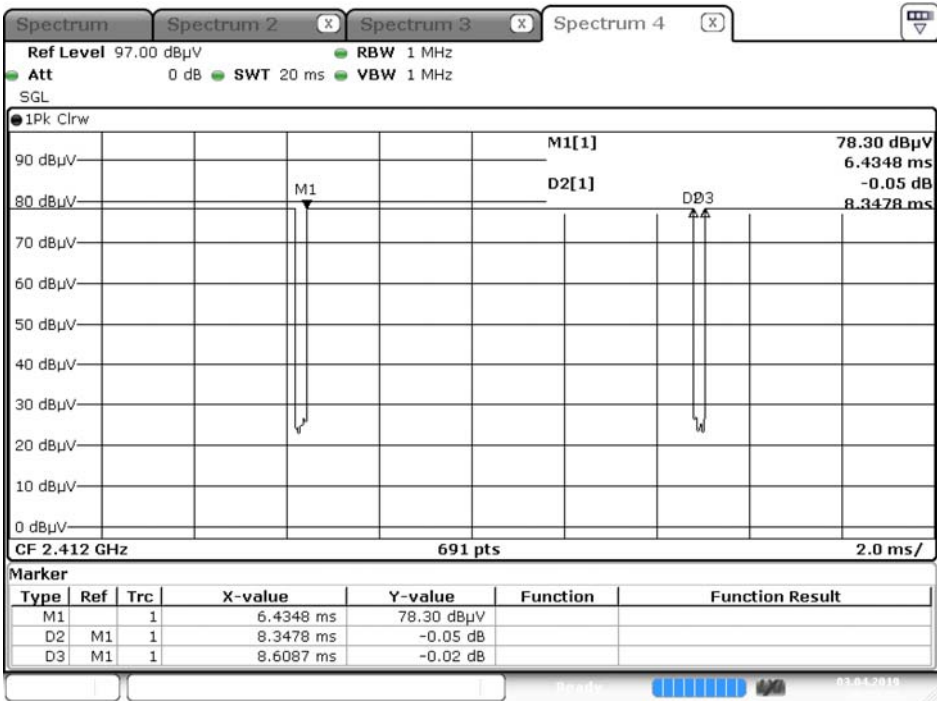 Spectrum Spectrum 2 X Spectrum 3 X Spectrum 4 X
Ref Level 97.00 dBµV RBW 1 MHz
Att 0 dB SWT 20 ms VBW 1 MHz
SGL
1Pk Clrw
M1[1] 78.30 dBµV
6.4348 ms
D2[1] -0.05 dB
8.3478 ms
90 dBµV
M1
80 dBµV
D3
70 dBµV
60 dBµV
50 dBµV
40 dBµV
30 dBµV
20 dBµV
10 dBµV
0 dBµV
CF 2.412 GHz 691 pts 2.0 ms/
Marker
Type Ref Trc X-value Y-value Function Function Result
M1 1 6.4348 ms 78.30 dBµV
D2 M1 1 8.3478 ms -0.05 dB
D3 M1 1 8.6087 ms -0.02 dB
Ready 03.04.2019